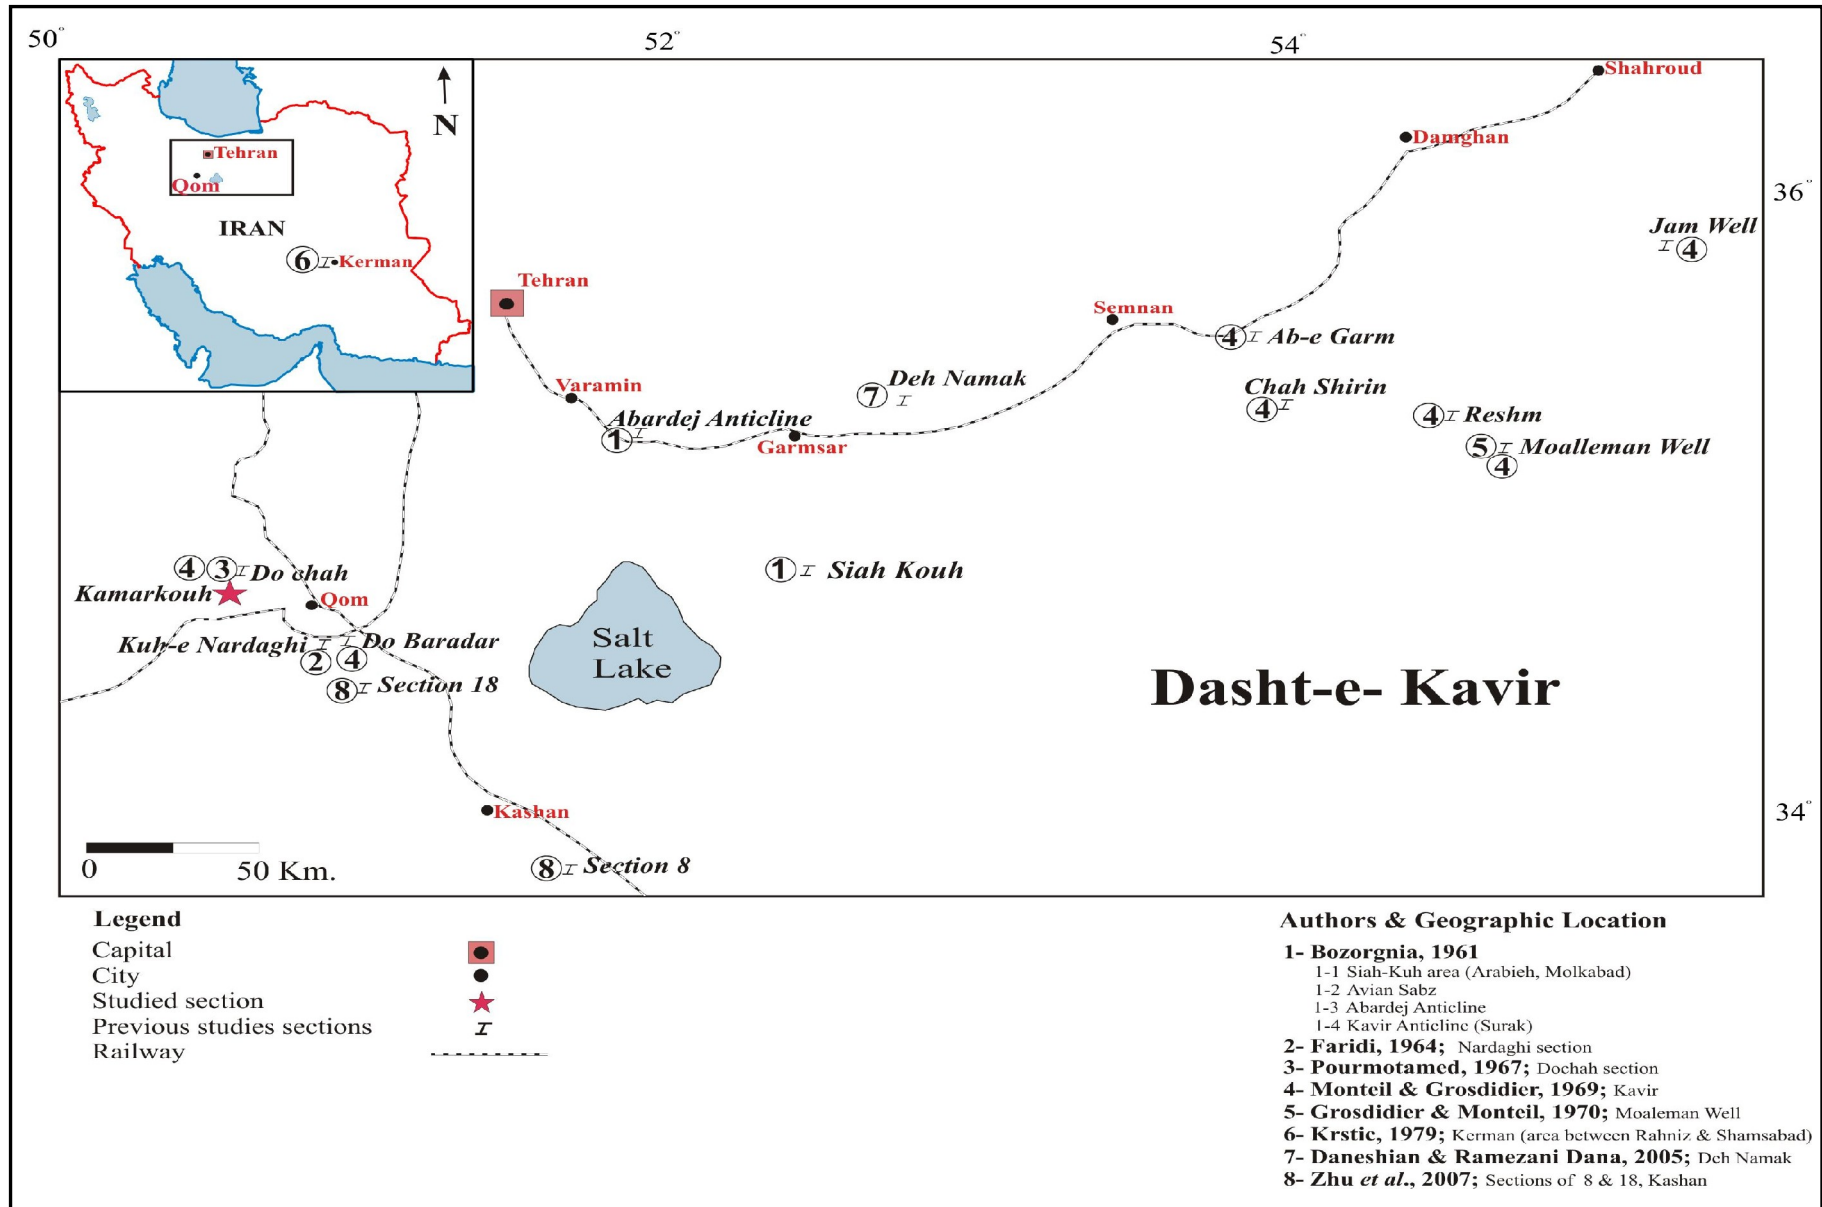 50°
52°
54°
Shahroud
N
Damghan
Tehran
36°
Qom
IRAN
Jam Well
4
6
Kerman
Tehran
Semnan
4 Ab-e Garm
Deh Namak
7
Varamin
Chah Shirin
4
Abardej Anticline
1
4 Reshm
Garmsar
5 Moalleman Well
4
4 3 Do chah
1 Siah Kouh
Kamarkouh
Qom
Kuh-e Nardaghi
Do Baradar
2 4
Salt
Lake
8 Section 18
Dasht-e- Kavir
Kashan
34°
8 Section 8
0 50 Km.
Legend
Capital
City
Studied section
Previous studies sections
Railway
Authors & Geographic Location
1- Bozorgnia, 1961
1-1 Siah-Kuh area (Arabieh, Molkabad)
1-2 Avian Sabz
1-3 Abardej Anticline
1-4 Kavir Anticline (Surak)
2- Faridi, 1964; Nardaghi section
3- Pourmotamed, 1967; Dochah section
4- Monteil & Grosdidier, 1969; Kavir
5- Grosdidier & Monteil, 1970; Moaleman Well
6- Krstic, 1979; Kerman (area between Rahniz & Shamsabad)
7- Daneshian & Ramezani Dana, 2005; Deh Namak
8- Zhu et al., 2007; Sections of 8 & 18, Kashan